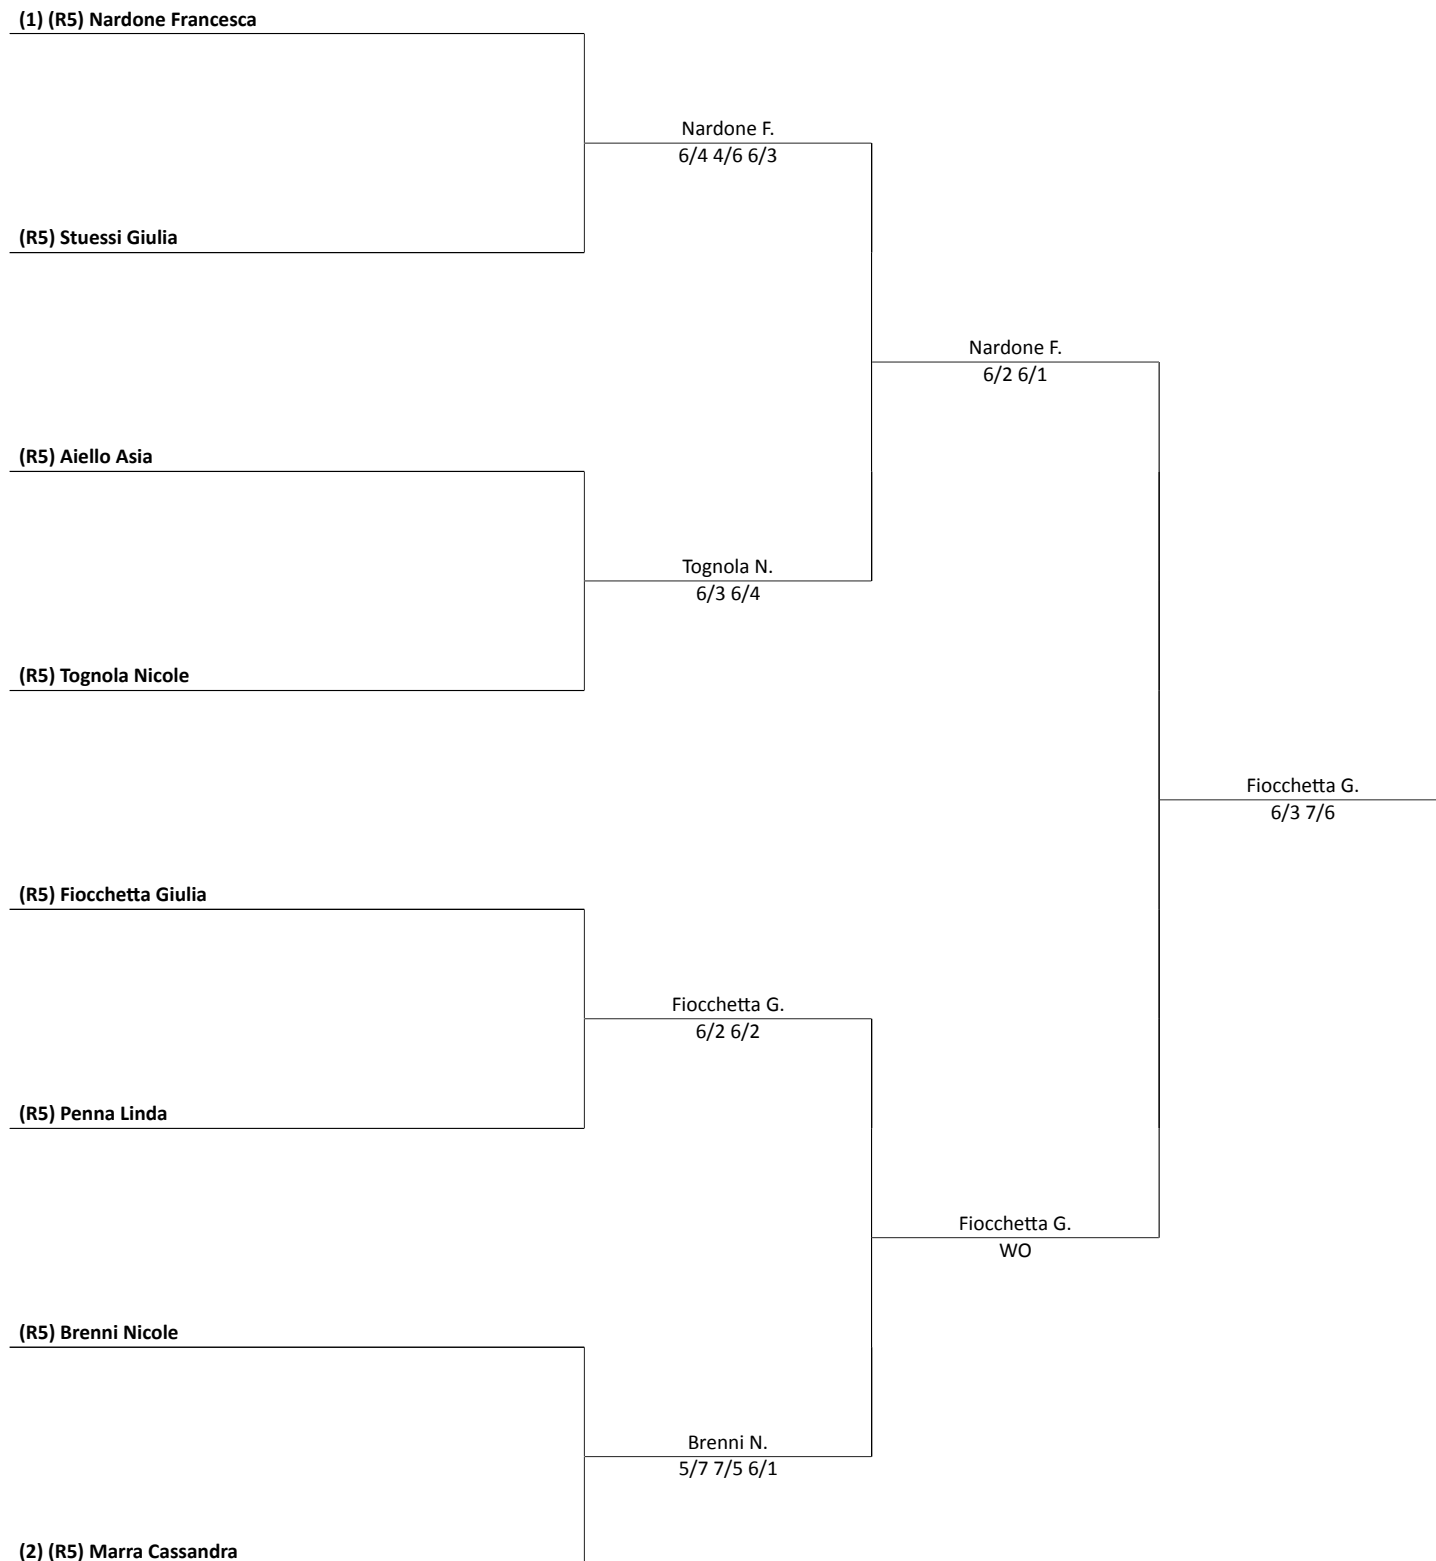 (1) (R5) Nardone Francesca
Nardone F.
6/4 4/6 6/3
(R5) Stuessi Giulia
Nardone F.
6/2 6/1
(R5) Aiello Asia
Tognola N.
6/3 6/4
(R5) Tognola Nicole
Fiocchetta G.
6/3 7/6
(R5) Fiocchetta Giulia
Fiocchetta G.
6/2 6/2
(R5) Penna Linda
Fiocchetta G.
WO
(R5) Brenni Nicole
Brenni N.
5/7 7/5 6/1
(2) (R5) Marra Cassandra